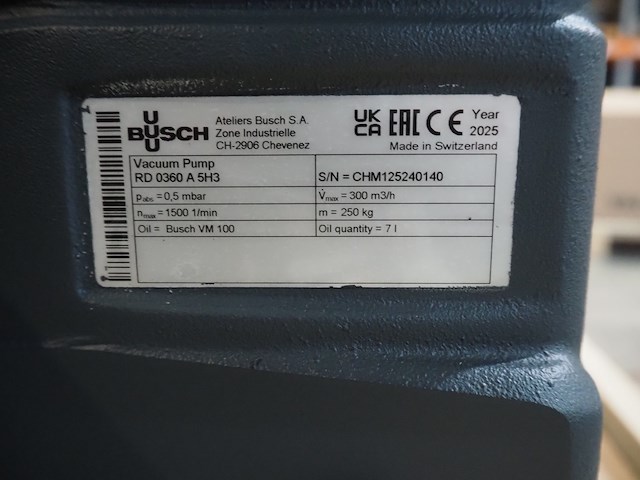 BUSCH
Ateliers Busch S.A.
Zone Industrielle
CH-2906 Chevenez
UK
CA EAC CE
Year
2025
Made in Switzerland
Vacuum Pump
RD 0360 A 5H3
S/N = CHM125240140
pabs = 0,5 mbar
V̇max = 300 m3/h
nmax = 1500 1/min
m = 250 kg
Oil = Busch VM 100
Oil quantity = 7 l